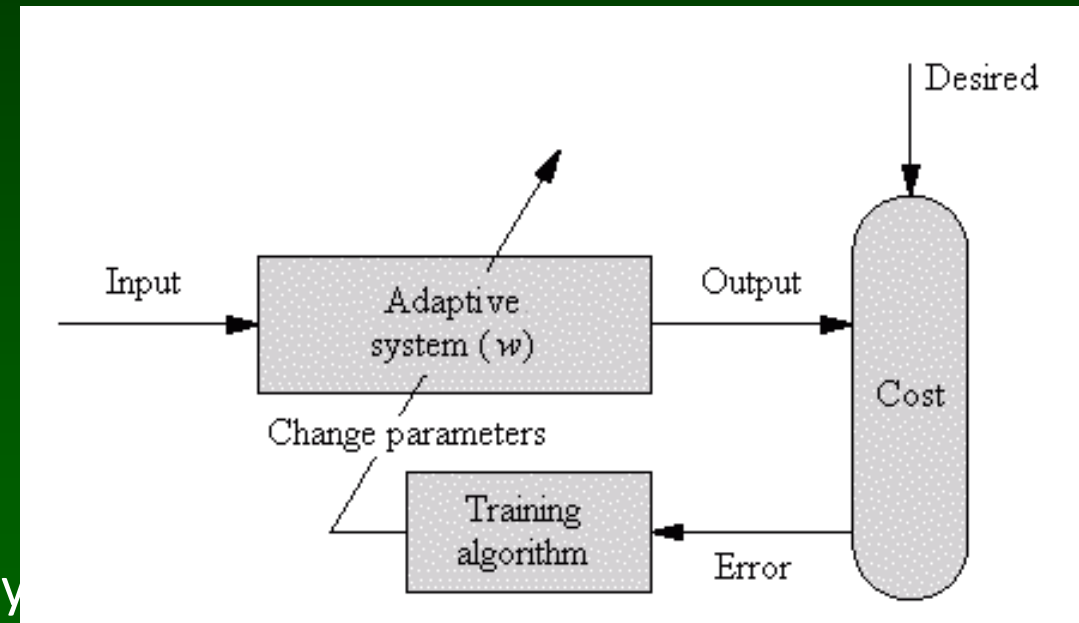 Desired
Input
Output
Adaptive
system (w)
Cost
Change parameters
Training
algorithm
Error
y